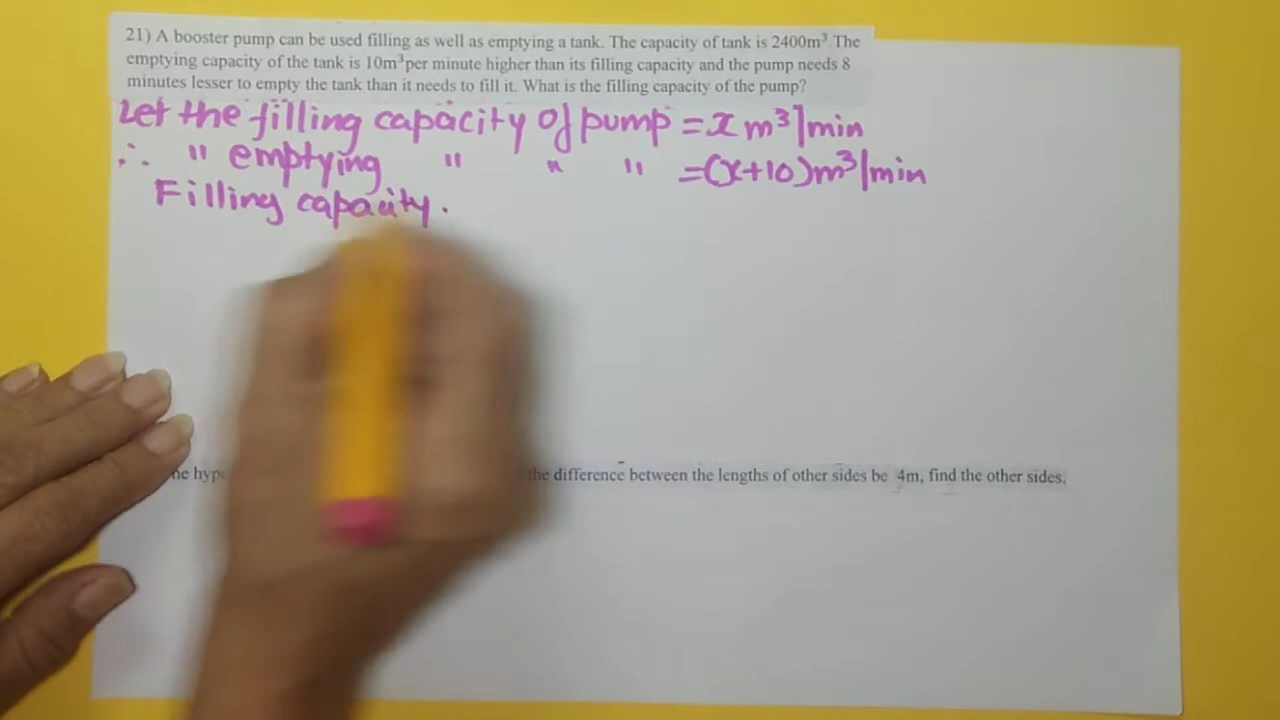 21) A booster pump can be used filling as well as emptying a tank. The capacity of tank is 2400m³ The
emptying capacity of the tank is 10m³per minute higher than its filling capacity and the pump needs 8
minutes lesser to empty the tank than it needs to fill it. What is the filling capacity of the pump?
Let the filling capacity of pump = x m³/min
∴ " emptying " " " =(x+10)m³/min
Filling capacity.
the difference between the lengths of other sides be 4m, find the other sides.